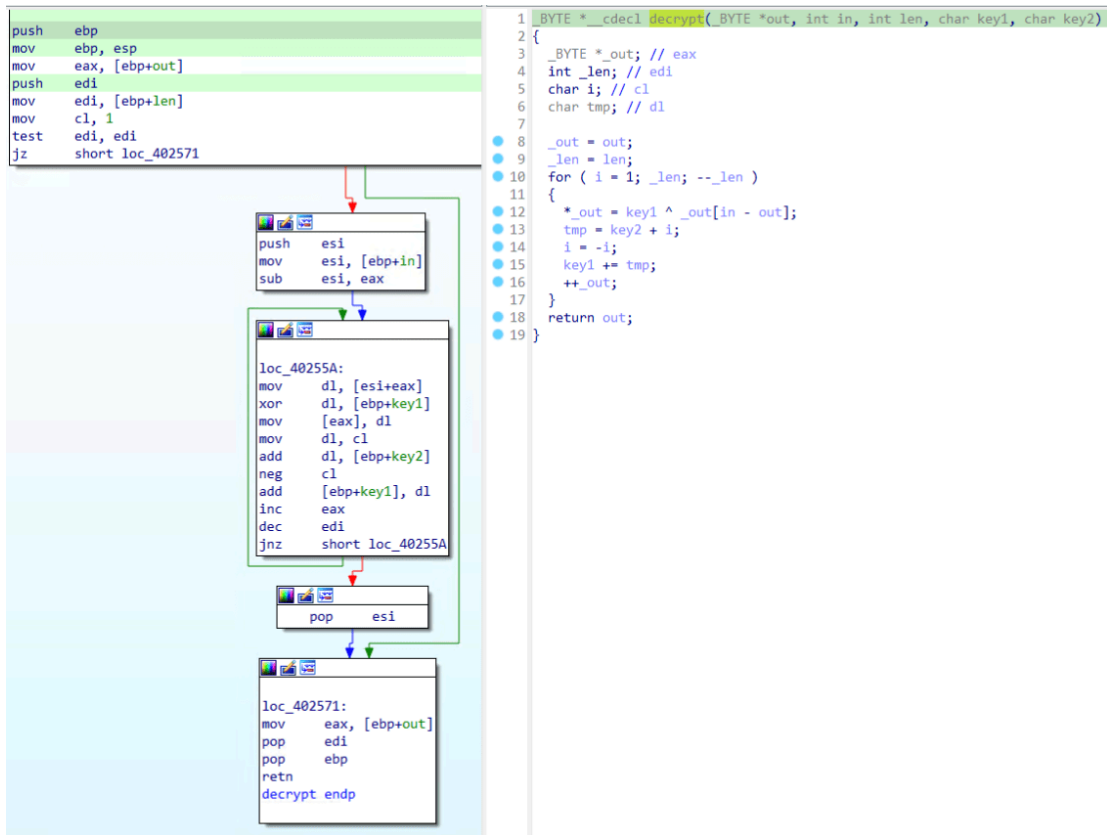 push ebp
mov ebp, esp
mov eax, [ebp+out]
push edi
mov edi, [ebp+len]
mov cl, 1
test edi, edi
jz short loc_402571
push esi
mov esi, [ebp+in]
sub esi, eax
loc_40255A:
mov dl, [esi+eax]
xor dl, [ebp+key1]
mov [eax], dl
mov dl, cl
add dl, [ebp+key2]
neg cl
add [ebp+key1], dl
inc eax
dec edi
jnz short loc_40255A
pop esi
loc_402571:
mov eax, [ebp+out]
pop edi
pop ebp
retn
decrypt endp
1 _BYTE *__cdecl decrypt(_BYTE *out, int in, int len, char key1, char key2)
2 {
3 _BYTE *_out; // eax
4 int _len; // edi
5 char i; // cl
6 char tmp; // dl
7
8 _out = out;
9 _len = len;
10 for ( i = 1; _len; --_len )
11 {
12 *_out = key1 ^ _out[in - out];
13 tmp = key2 + i;
14 i = -i;
15 key1 += tmp;
16 ++_out;
17 }
18 return out;
19 }